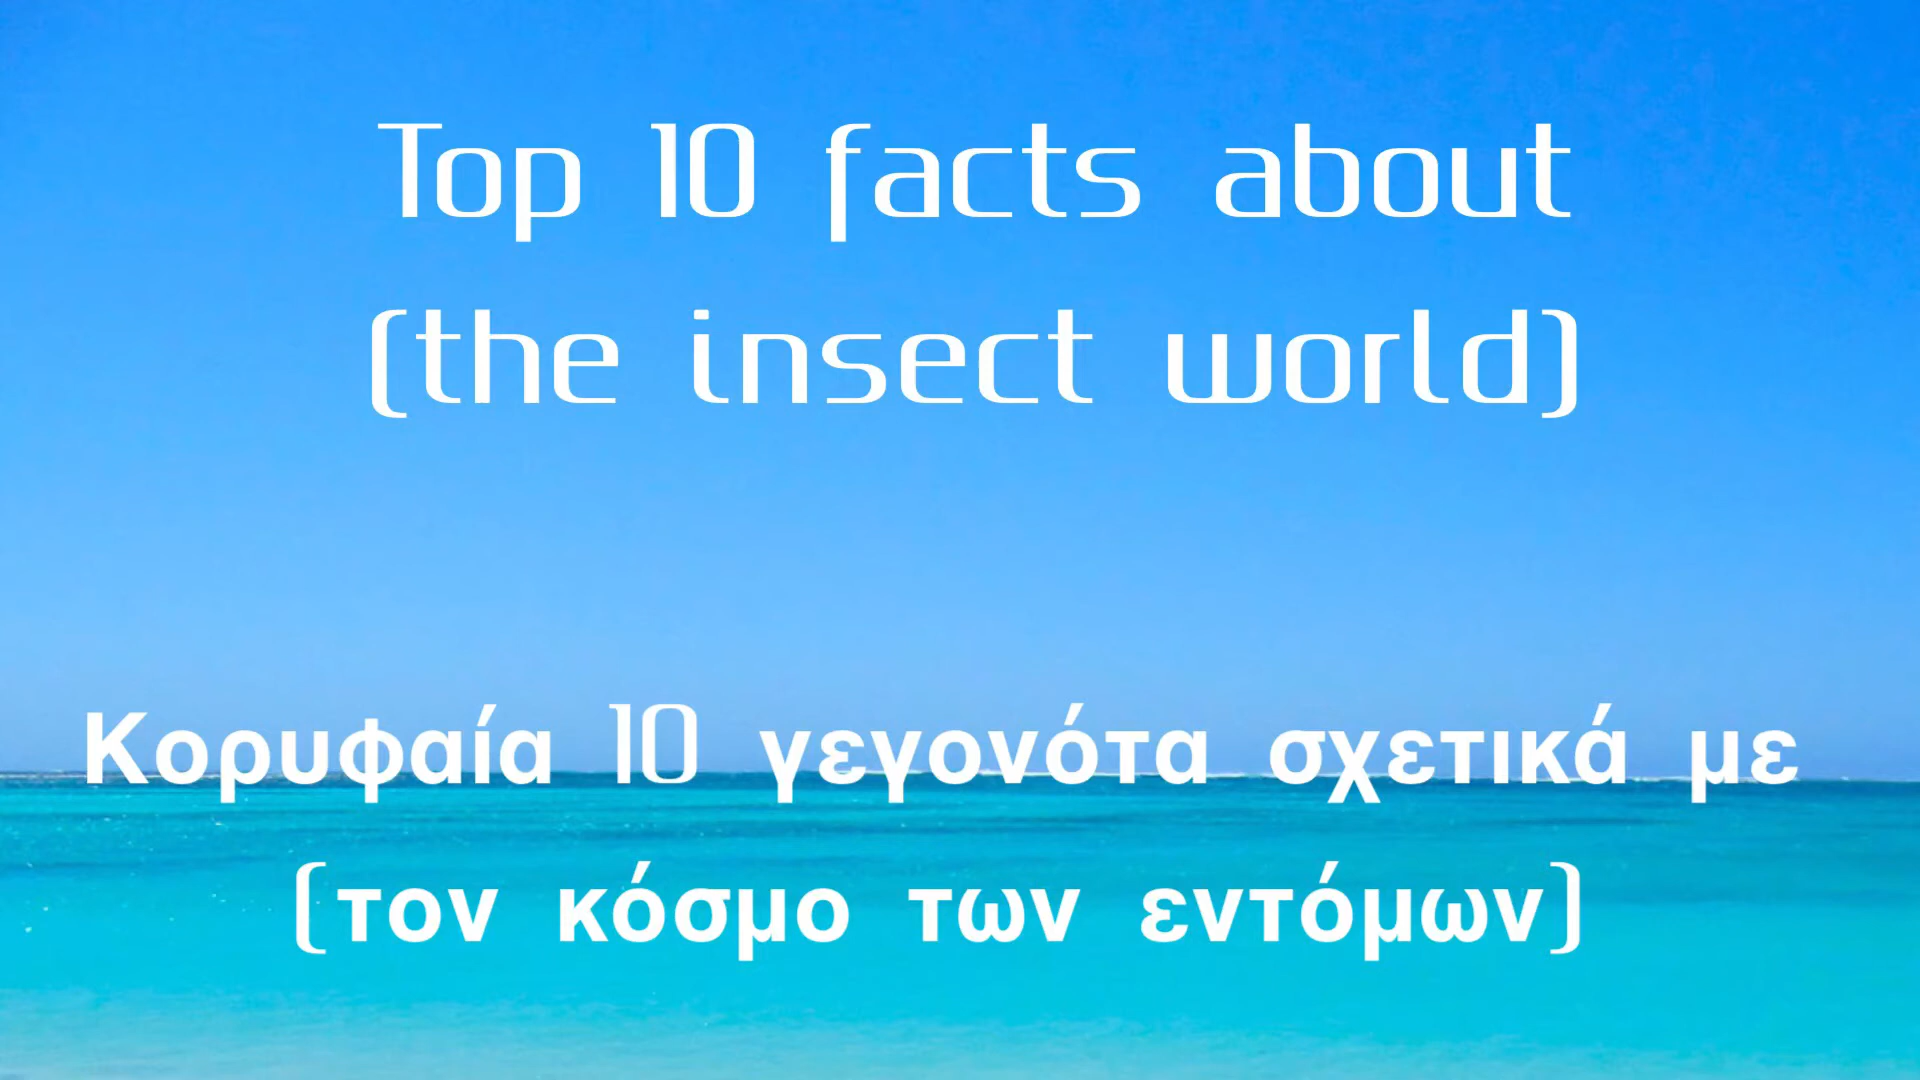 Top 10 facts about
(the insect world)
Κορυφαία 10 γεγονότα σχετικά με
(τον κόσμο των εντόμων)